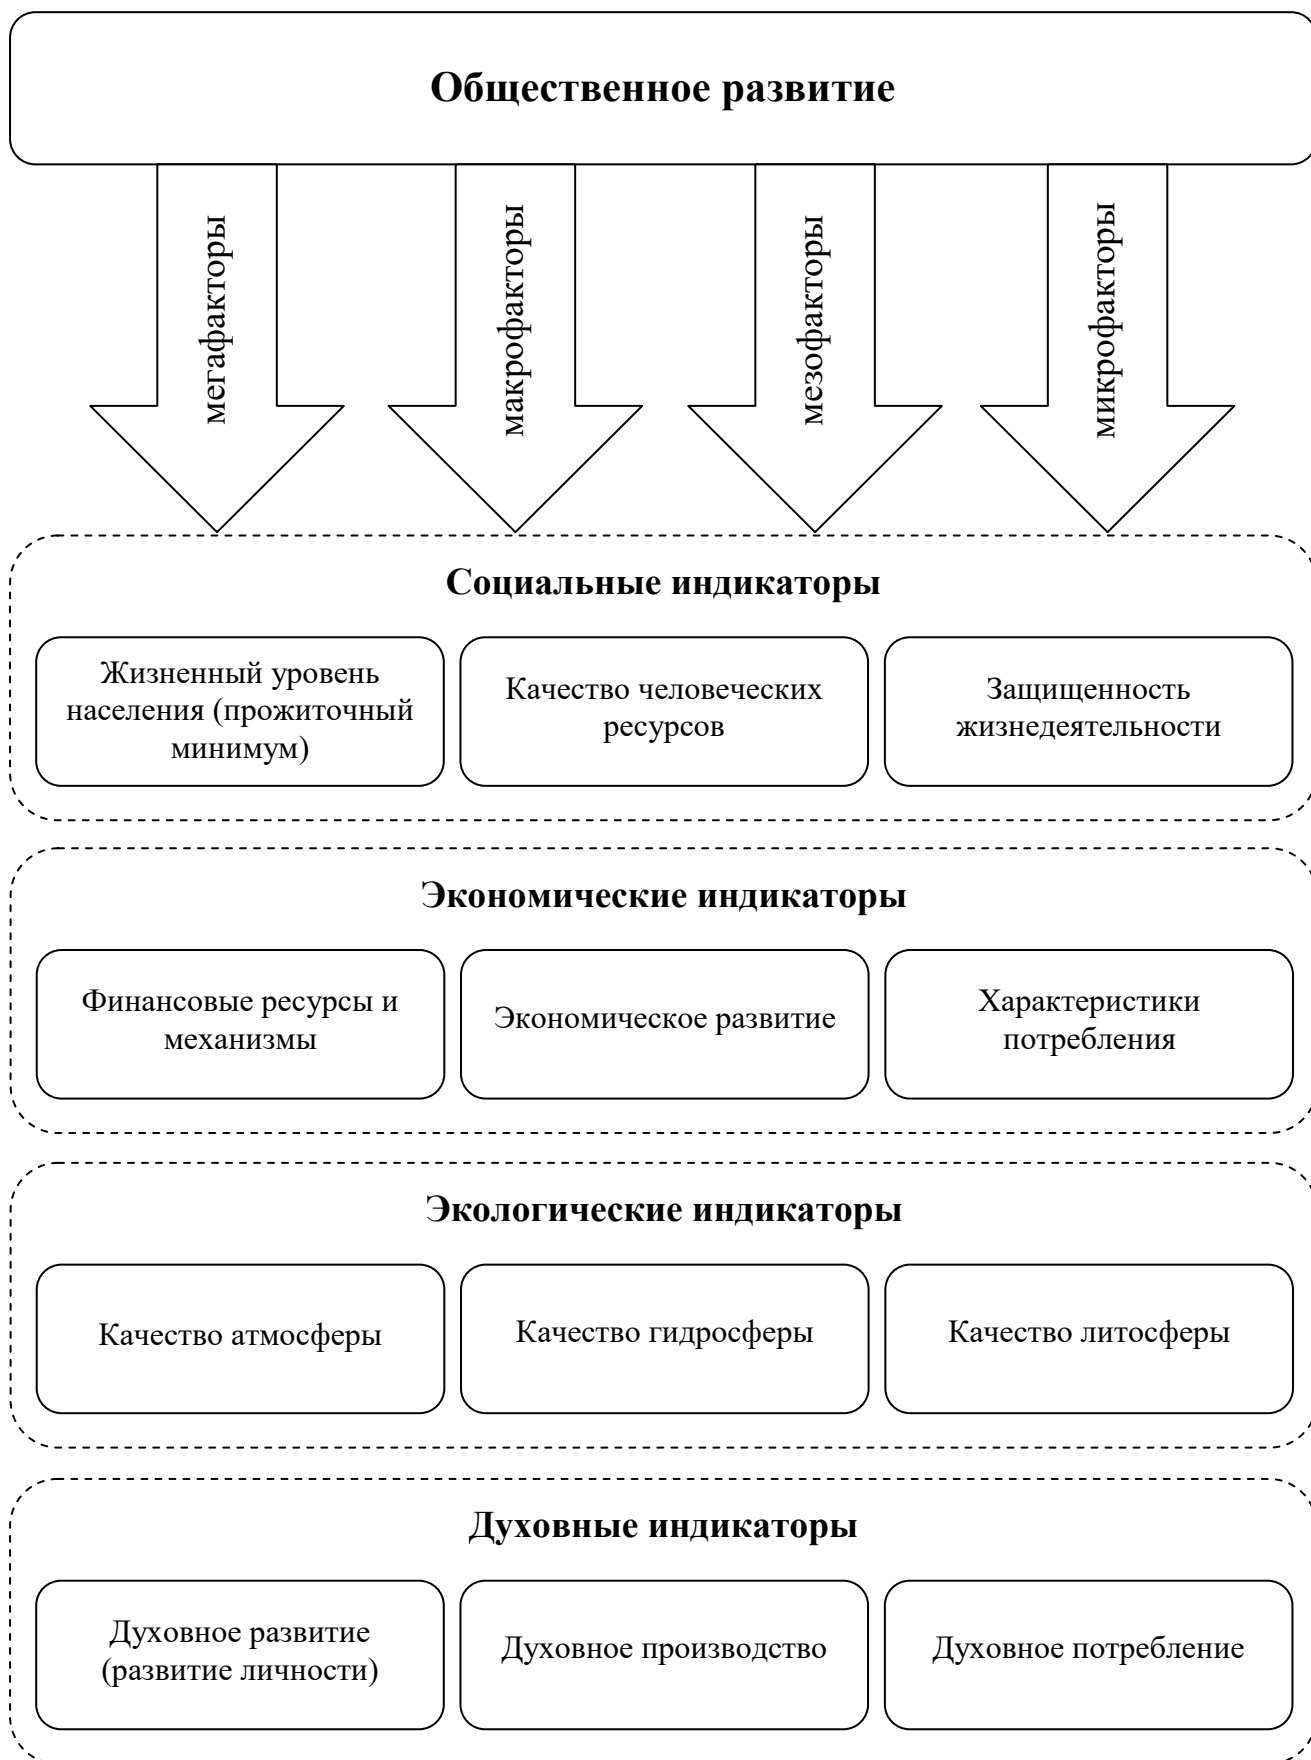 Общественное развитие
мегафакторы
макрофакторы
мезофакторы
микрофакторы
Социальные индикаторы
Жизненный уровень
населения (прожиточный
минимум)
Качество человеческих
ресурсов
Защищенность
жизнедеятельности
Экономические индикаторы
Финансовые ресурсы и
механизмы
Экономическое развитие
Характеристики
потребления
Экологические индикаторы
Качество атмосферы
Качество гидросферы
Качество литосферы
Духовные индикаторы
Духовное развитие
(развитие личности)
Духовное производство
Духовное потребление